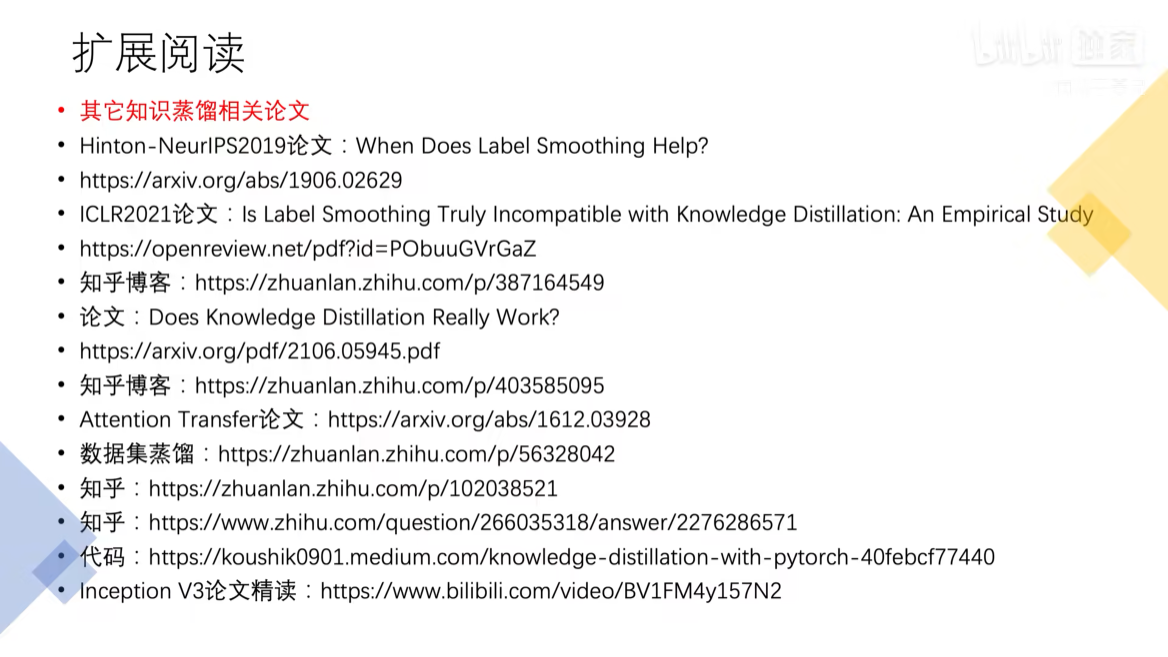 扩展阅读
bilibili 独家
• 其它知识蒸馏相关论文
• Hinton-NeurIPS2019论文：When Does Label Smoothing Help?
• https://arxiv.org/abs/1906.02629
• ICLR2021论文：Is Label Smoothing Truly Incompatible with Knowledge Distillation: An Empirical Study
• https://openreview.net/pdf?id=PObuuGVrGaZ
• 知乎博客：https://zhuanlan.zhihu.com/p/387164549
• 论文：Does Knowledge Distillation Really Work?
• https://arxiv.org/pdf/2106.05945.pdf
• 知乎博客：https://zhuanlan.zhihu.com/p/403585095
• Attention Transfer论文：https://arxiv.org/abs/1612.03928
• 数据集蒸馏：https://zhuanlan.zhihu.com/p/56328042
• 知乎：https://zhuanlan.zhihu.com/p/102038521
• 知乎：https://www.zhihu.com/question/266035318/answer/2276286571
• 代码：https://koushik0901.medium.com/knowledge-distillation-with-pytorch-40febcf77440
• Inception V3论文精读：https://www.bilibili.com/video/BV1FM4y157N2